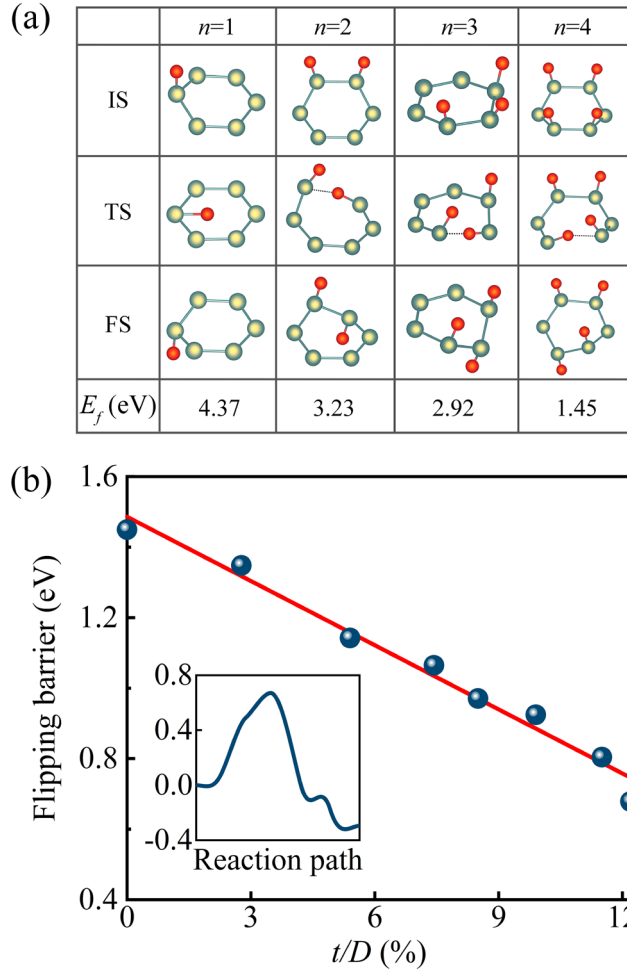 (a)
n=1 n=2 n=3 n=4
IS
TS
FS
E_f (eV) 4.37 3.23 2.92 1.45
(b)
1.6
1.2
0.8
0.4
Flipping barrier (eV)
0.8
0.4
0.0
-0.4
Reaction path
0 3 6 9 12
t/D (%)